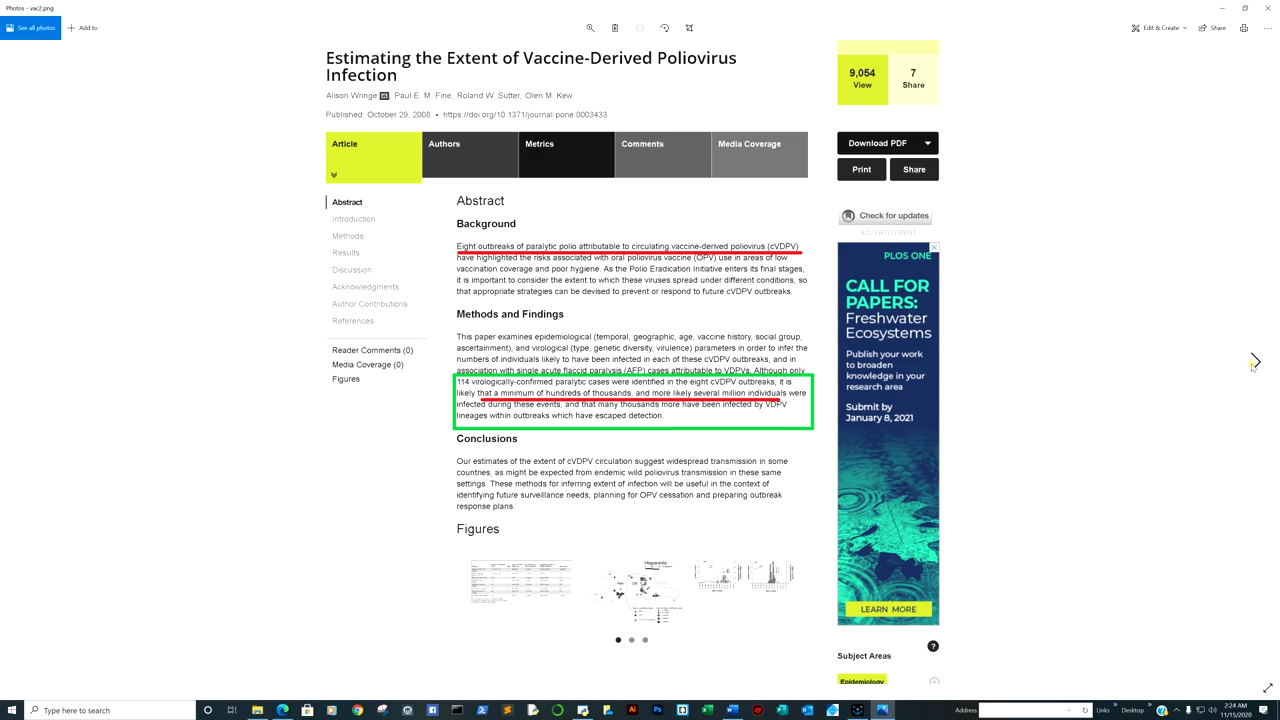 Photos - vac2.png
See all photos
Add to
Edit & Create
Share
Estimating the Extent of Vaccine-Derived Poliovirus
Infection
Alison Wringe , Paul E. M. Fine, Roland W. Sutter, Olen M. Kew
Published: October 29, 2008 • https://doi.org/10.1371/journal.pone.0003433
9,054
View
7
Share
Article
Authors
Metrics
Comments
Media Coverage
Download PDF
Print
Share
Check for updates
ADVERTISEMENT
Abstract
Introduction
Methods
Results
Discussion
Acknowledgments
Author Contributions
References
Reader Comments (0)
Media Coverage (0)
Figures
Abstract
Background
Eight outbreaks of paralytic polio attributable to circulating vaccine-derived poliovirus (cVDPV)
have highlighted the risks associated with oral poliovirus vaccine (OPV) use in areas of low
vaccination coverage and poor hygiene. As the Polio Eradication Initiative enters its final stages,
it is important to consider the extent to which these viruses spread under different conditions, so
that appropriate strategies can be devised to prevent or respond to future cVDPV outbreaks.
Methods and Findings
This paper examines epidemiological (temporal, geographic, age, vaccine history, social group,
ascertainment), and virological (type, genetic diversity, virulence) parameters in order to infer the
numbers of individuals likely to have been infected in each of these cVDPV outbreaks, and in
association with single acute flaccid paralysis (AFP) cases attributable to VDPVs. Although only
114 virologically-confirmed paralytic cases were identified in the eight cVDPV outbreaks, it is
likely that a minimum of hundreds of thousands, and more likely several million individuals were
infected during these events, and that many thousands more have been infected by VDPV
lineages within outbreaks which have escaped detection.
Conclusions
Our estimates of the extent of cVDPV circulation suggest widespread transmission in some
countries, as might be expected from endemic wild poliovirus transmission in these same
settings. These methods for inferring extent of infection will be useful in the context of
identifying future surveillance needs, planning for OPV cessation and preparing outbreak
response plans.
Figures
Hispaniola
PLOS ONE
CALL FOR
PAPERS:
Freshwater
Ecosystems
Publish your work
to broaden
knowledge in your
research area
Submit by
January 8, 2021
LEARN MORE
Subject Areas
?
Epidemiology
Type here to search
Address
Links
Desktop
2:24 AM
11/15/2020